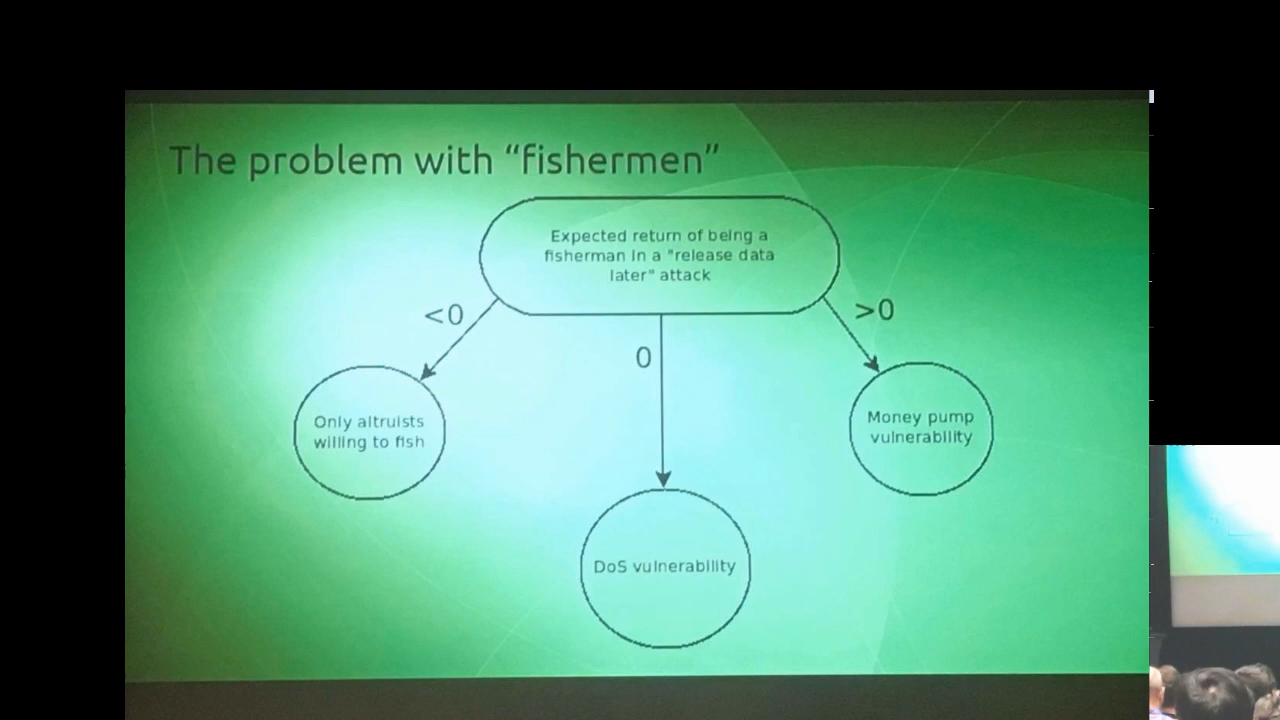 The problem with “fishermen”
Expected return of being a
fisherman in a "release data
later" attack
<0
0
>0
Only altruists
willing to fish
DoS vulnerability
Money pump
vulnerability